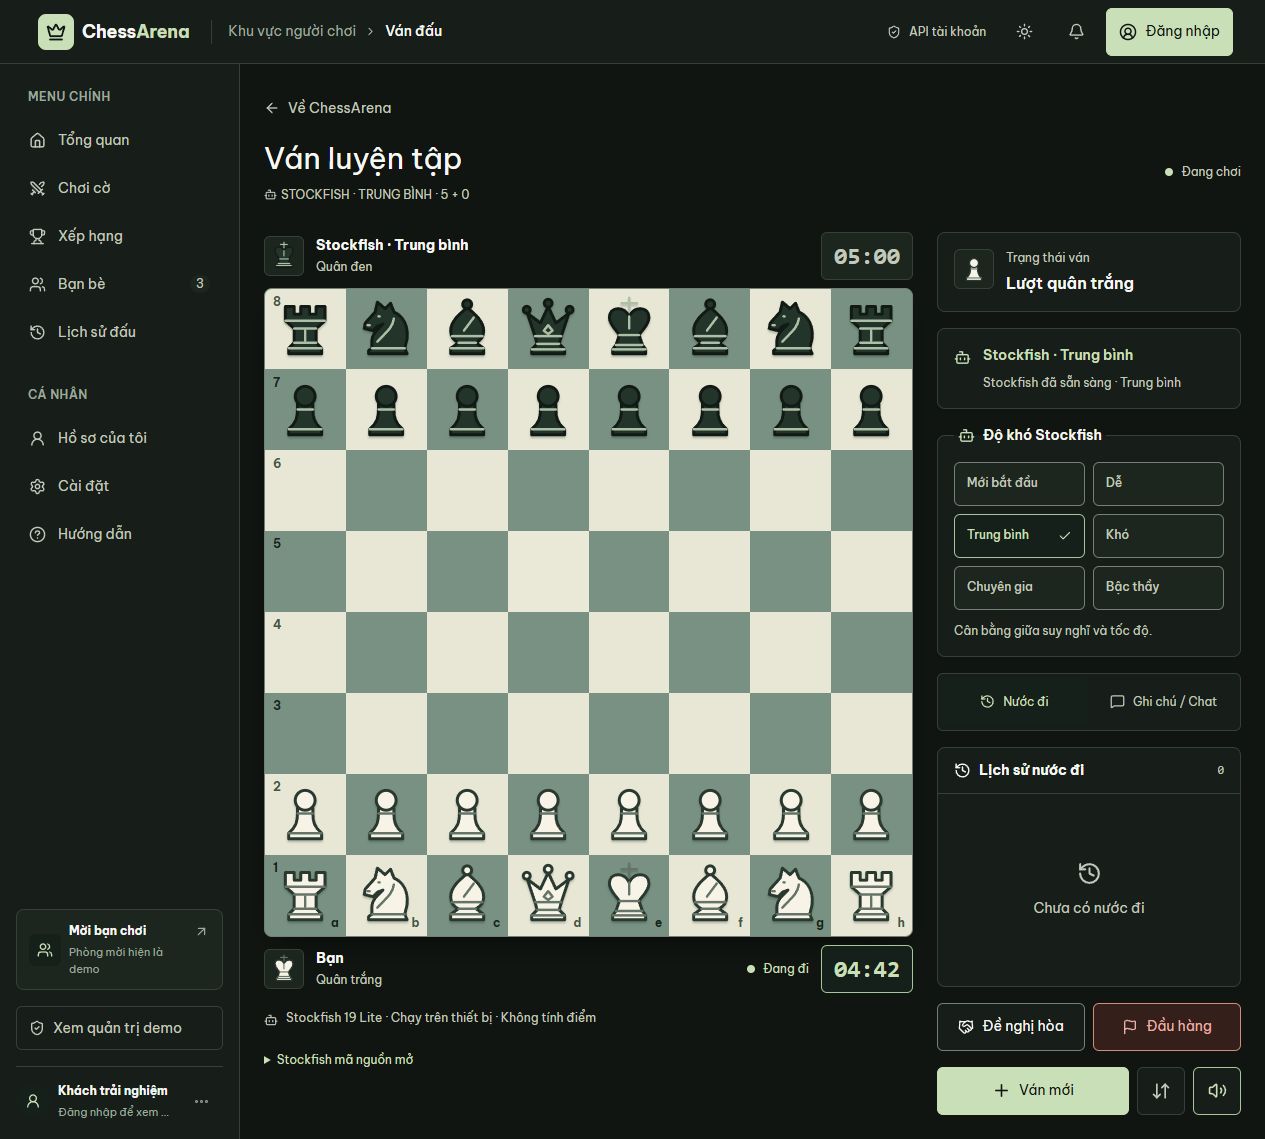 ChessArena
Khu vực người chơi > Ván đấu
API tài khoản
Đăng nhập
MENU CHÍNH
Tổng quan
Chơi cờ
Xếp hạng
Bạn bè 3
Lịch sử đấu
CÁ NHÂN
Hồ sơ của tôi
Cài đặt
Hướng dẫn
Mời bạn chơi
Phòng mời hiện là
demo
Xem quản trị demo
Khách trải nghiệm
Đăng nhập để xem ...
Về ChessArena
Ván luyện tập
STOCKFISH · TRUNG BÌNH · 5 + 0
Đang chơi
Stockfish · Trung bình
Quân đen
05:00
8
7
6
5
4
3
2
1
a b c d e f g h
Bạn
Quân trắng
Đang đi
04:42
Stockfish 19 Lite · Chạy trên thiết bị · Không tính điểm
Stockfish mã nguồn mở
Trạng thái ván
Lượt quân trắng
Stockfish · Trung bình
Stockfish đã sẵn sàng · Trung bình
Độ khó Stockfish
Mới bắt đầu
Dễ
Trung bình
Khó
Chuyên gia
Bậc thầy
Cân bằng giữa suy nghĩ và tốc độ.
Nước đi
Ghi chú / Chat
Lịch sử nước đi 0
Chưa có nước đi
Đề nghị hòa
Đầu hàng
Ván mới